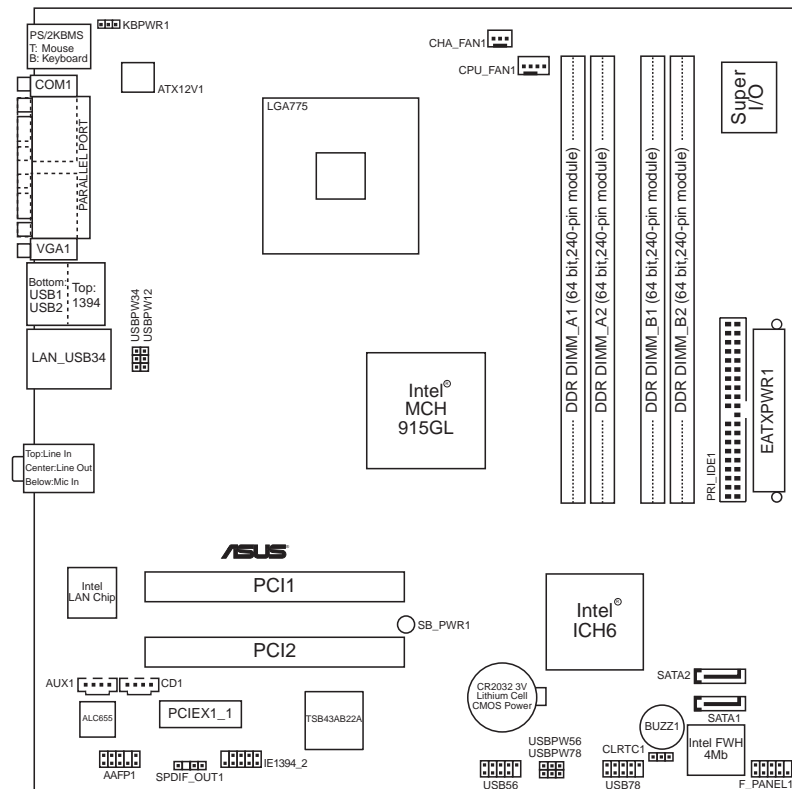 PS/2KBMS
T: Mouse
B: Keyboard
KBPWR1
CHA_FAN1
CPU_FAN1
COM1
ATX12V1
LGA775
Super
I/O
PARALLEL PORT
VGA1
Bottom:
USB1
USB2
Top:
1394
USBPW34
USBPW12
LAN_USB34
DDR DIMM_A1 (64 bit,240-pin module)
DDR DIMM_A2 (64 bit,240-pin module)
DDR DIMM_B1 (64 bit,240-pin module)
DDR DIMM_B2 (64 bit,240-pin module)
PRI_IDE1
EATXPWR1
Intel®
MCH
915GL
Top:Line In
Center:Line Out
Below:Mic In
ASUS
Intel
LAN Chip
PCI1
SB_PWR1
PCI2
Intel®
ICH6
AUX1
CD1
CR2032 3V
Lithium Cell
CMOS Power
SATA2
SATA1
ALC655
PCIEX1_1
TSB43AB22A
BUZZ1
Intel FWH
4Mb
AAFP1
SPDIF_OUT1
IE1394_2
USB56
USBPW56
USBPW78
CLRTC1
USB78
F_PANEL1